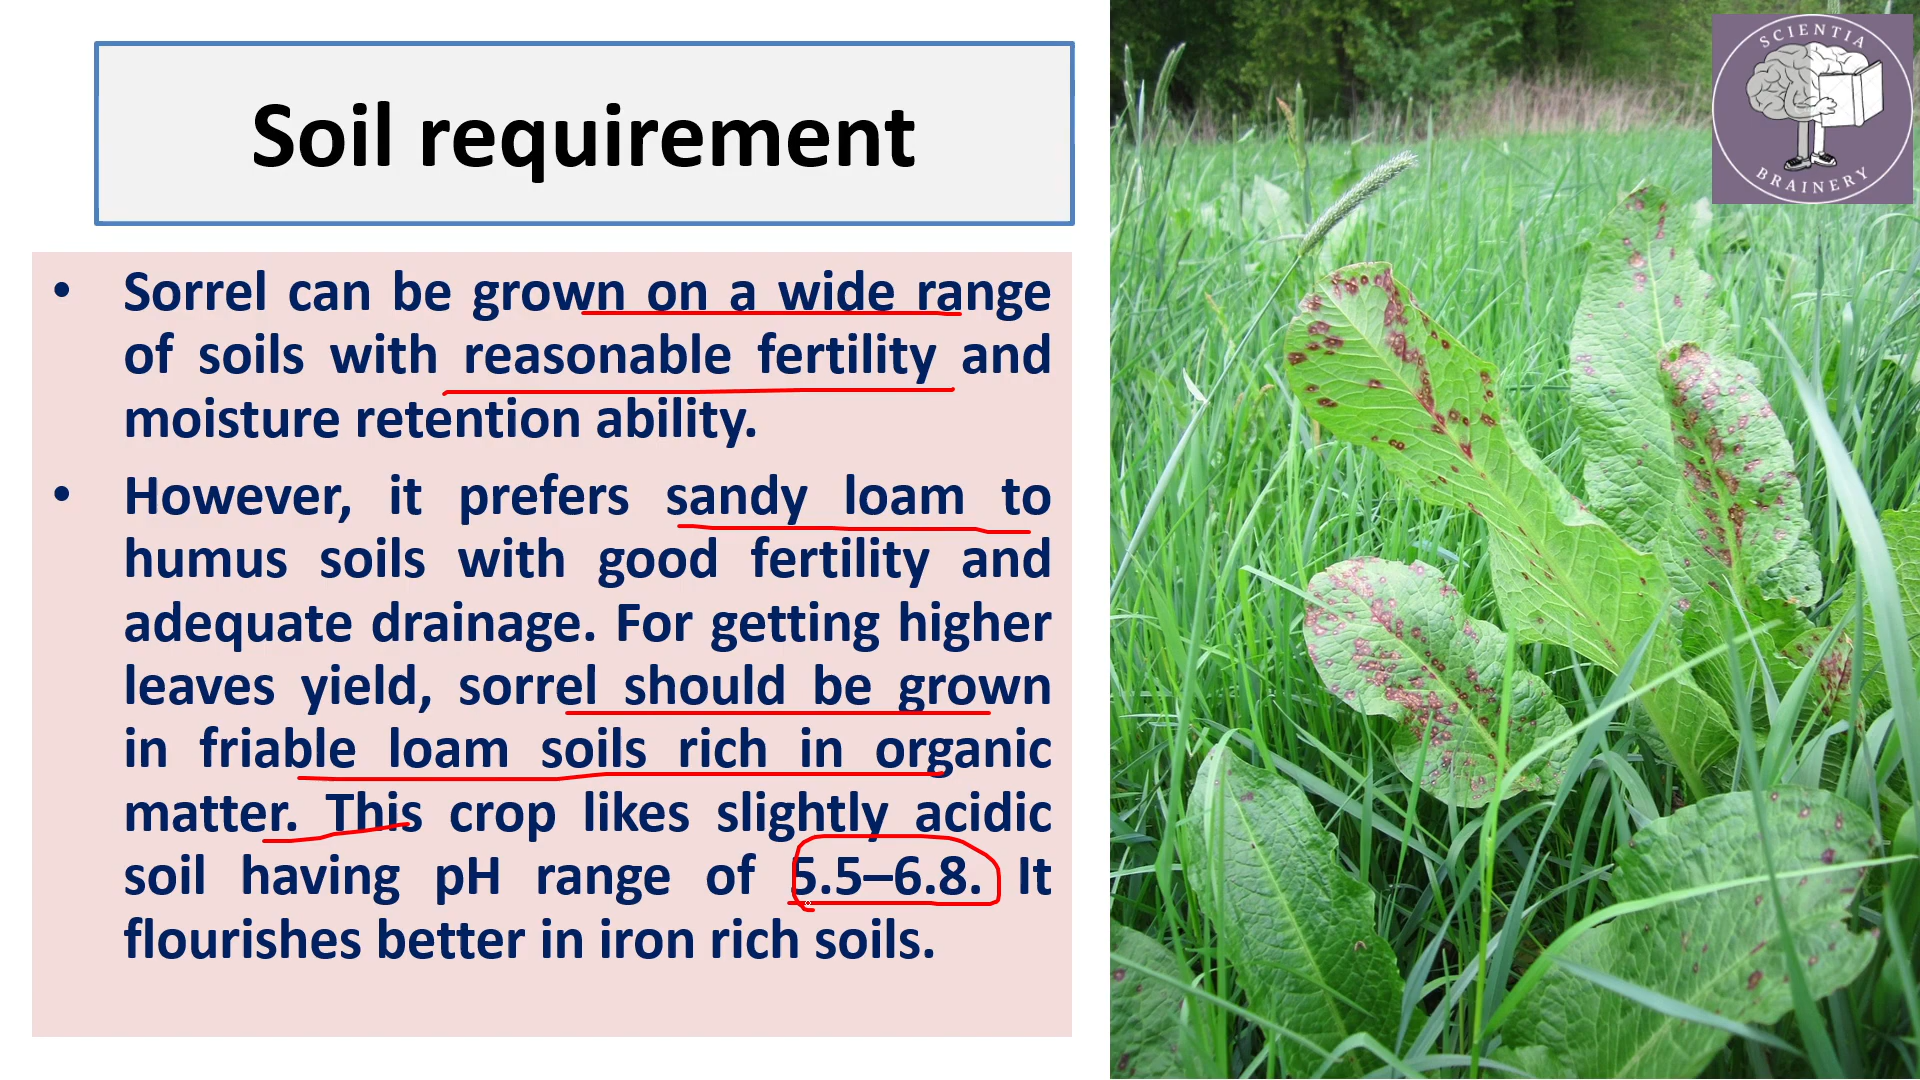 Soil requirement
SCIENTIA
BRAINERY
• Sorrel can be grown on a wide range
of soils with reasonable fertility and
moisture retention ability.
• However, it prefers sandy loam to
humus soils with good fertility and
adequate drainage. For getting higher
leaves yield, sorrel should be grown
in friable loam soils rich in organic
matter. This crop likes slightly acidic
soil having pH range of 5.5–6.8. It
flourishes better in iron rich soils.